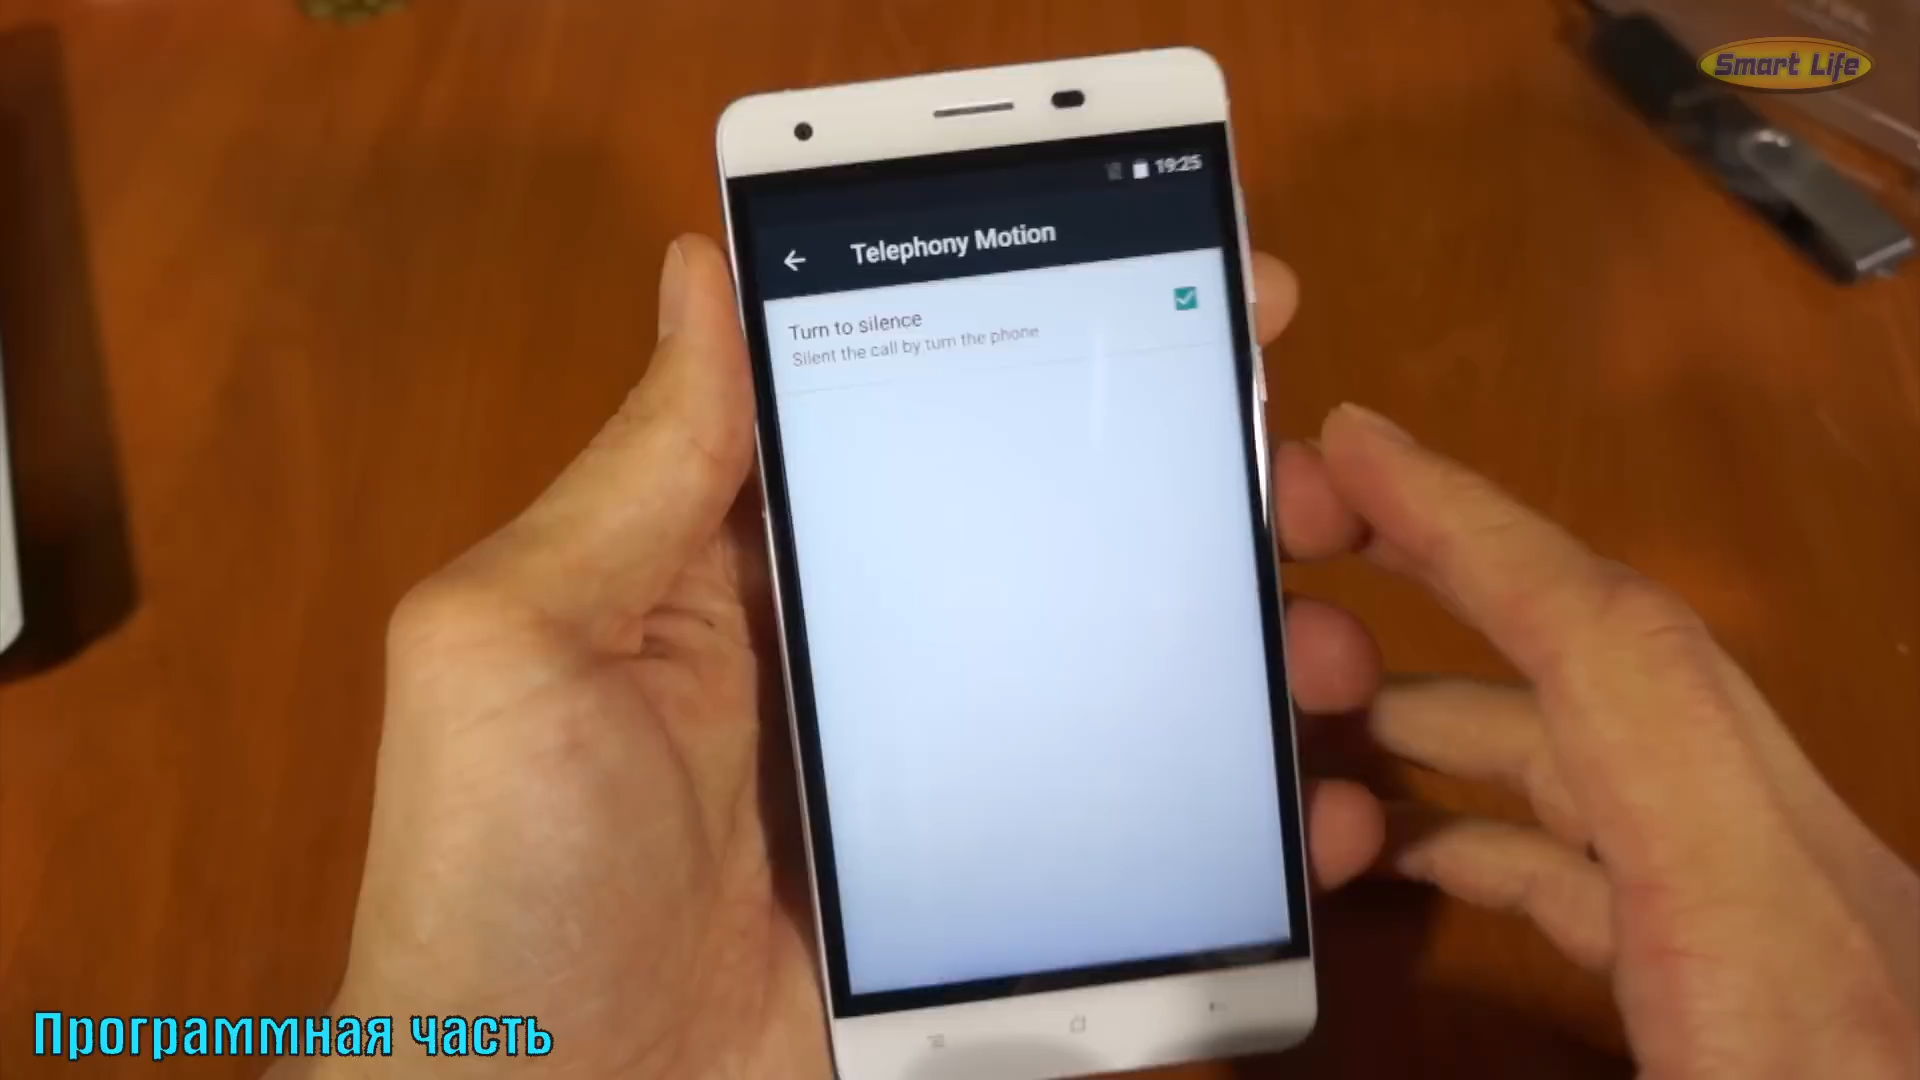 Smart Life
19:25
Telephony Motion
Turn to silence
Silent the call by turn the phone
Программная часть